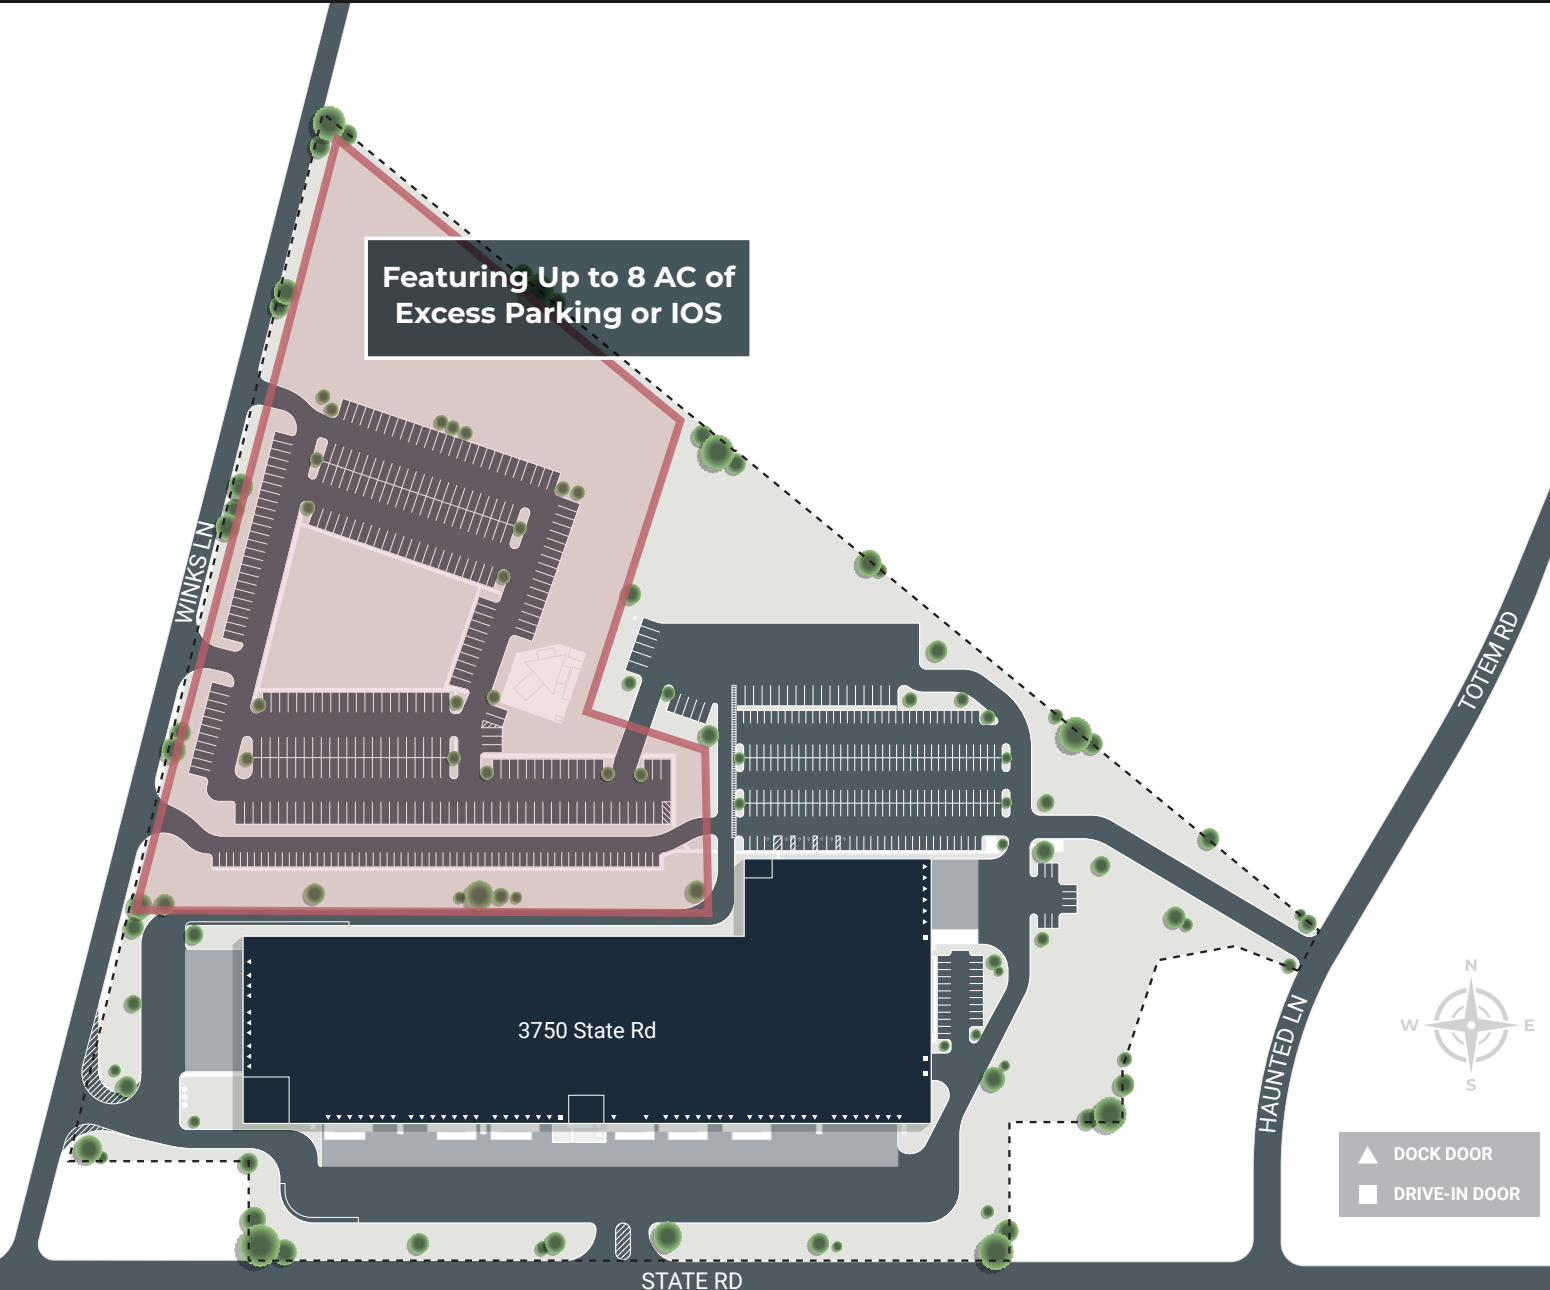 Featuring Up to 8 AC of
Excess Parking or IOS
WINKS LN
TOTEM RD
3750 State Rd
HAUNTED LN
N
W E
S
DOCK DOOR
DRIVE-IN DOOR
STATE RD